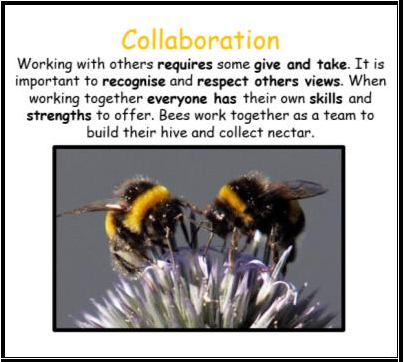 Collaboration
Working with others requires some give and take. It is
important to recognise and respect others views. When
working together everyone has their own skills and
strengths to offer. Bees work together as a team to
build their hive and collect nectar.